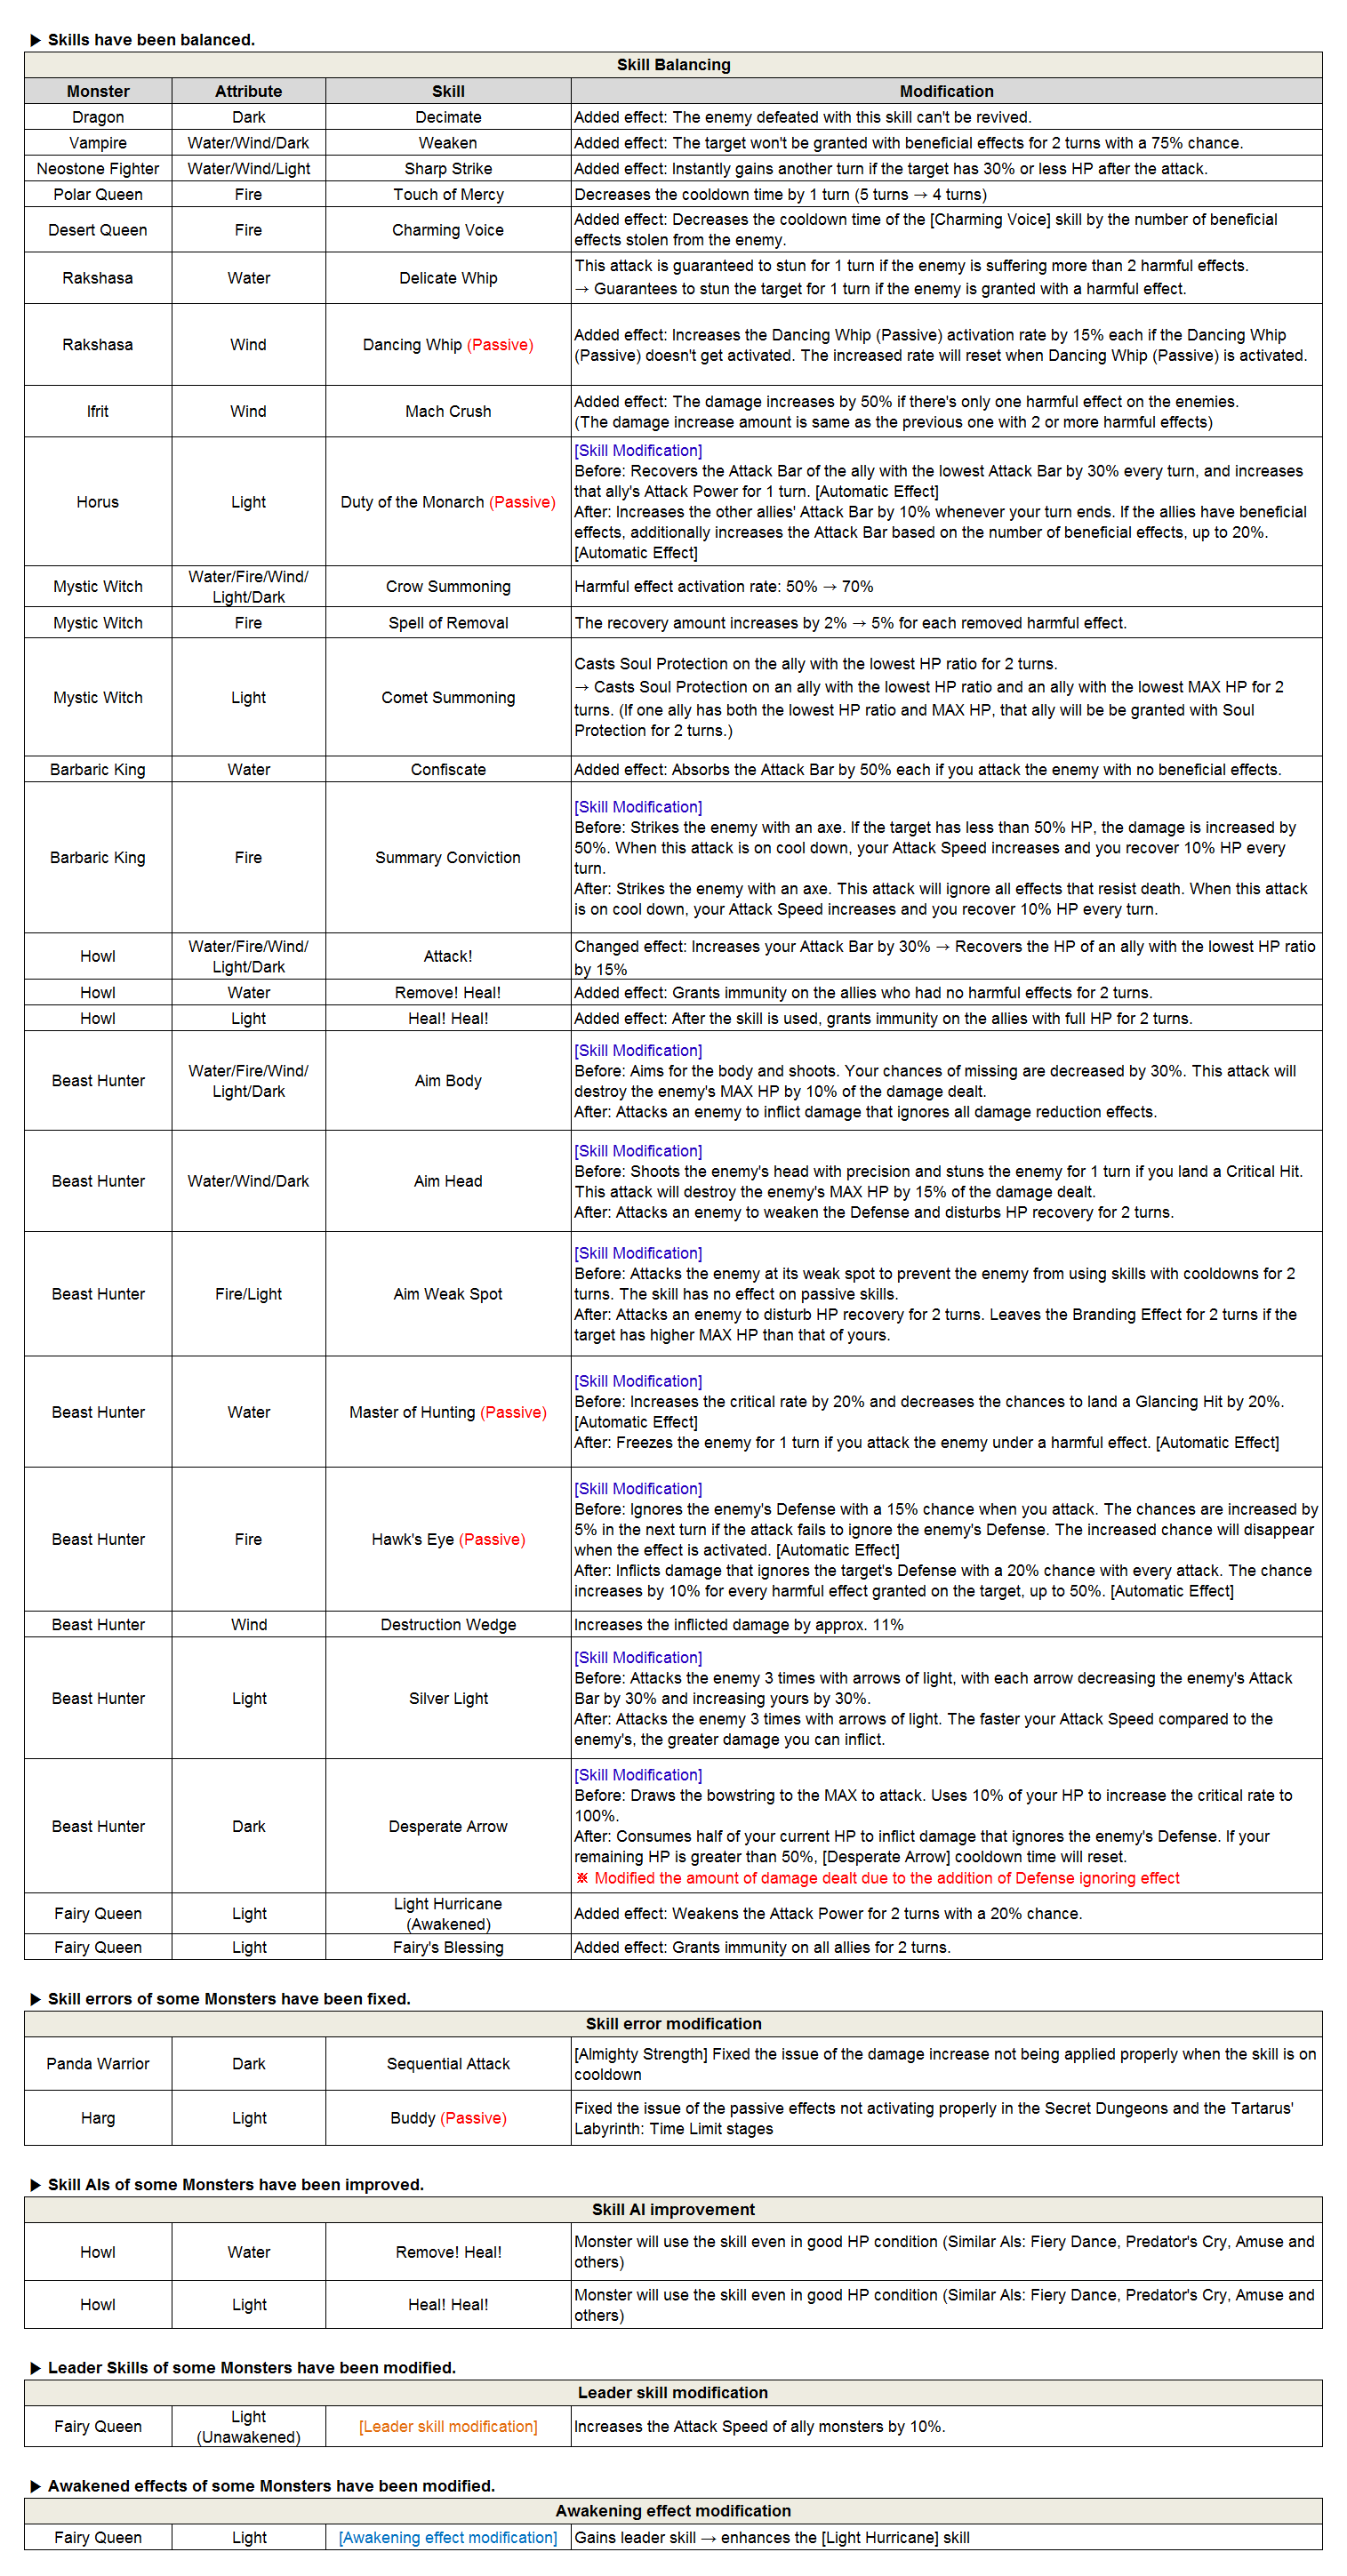 ▶ Skills have been balanced.
Skill Balancing
Monster Attribute Skill Modification
Dragon Dark Decimate Added effect: The enemy defeated with this skill can't be revived.
Vampire Water/Wind/Dark Weaken Added effect: The target won't be granted with beneficial effects for 2 turns with a 75% chance.
Neostone Fighter Water/Wind/Light Sharp Strike Added effect: Instantly gains another turn if the target has 30% or less HP after the attack.
Polar Queen Fire Touch of Mercy Decreases the cooldown time by 1 turn (5 turns → 4 turns)
Desert Queen Fire Charming Voice Added effect: Decreases the cooldown time of the [Charming Voice] skill by the number of beneficial
effects stolen from the enemy.
Rakshasa Water Delicate Whip This attack is guaranteed to stun for 1 turn if the enemy is suffering more than 2 harmful effects.
→ Guarantees to stun the target for 1 turn if the enemy is granted with a harmful effect.
Rakshasa Wind Dancing Whip (Passive) Added effect: Increases the Dancing Whip (Passive) activation rate by 15% each if the Dancing Whip
(Passive) doesn't get activated. The increased rate will reset when Dancing Whip (Passive) is activated.
Ifrit Wind Mach Crush Added effect: The damage increases by 50% if there's only one harmful effect on the enemies.
(The damage increase amount is same as the previous one with 2 or more harmful effects)
Horus Light Duty of the Monarch (Passive) [Skill Modification]
Before: Recovers the Attack Bar of the ally with the lowest Attack Bar by 30% every turn, and increases
that ally's Attack Power for 1 turn. [Automatic Effect]
After: Increases the other allies' Attack Bar by 10% whenever your turn ends. If the allies have beneficial
effects, additionally increases the Attack Bar based on the number of beneficial effects, up to 20%.
[Automatic Effect]
Mystic Witch Water/Fire/Wind/
Light/Dark Crow Summoning Harmful effect activation rate: 50% → 70%
Mystic Witch Fire Spell of Removal The recovery amount increases by 2% → 5% for each removed harmful effect.
Mystic Witch Light Comet Summoning Casts Soul Protection on the ally with the lowest HP ratio for 2 turns.
→ Casts Soul Protection on an ally with the lowest HP ratio and an ally with the lowest MAX HP for 2
turns. (If one ally has both the lowest HP ratio and MAX HP, that ally will be be granted with Soul
Protection for 2 turns.)
Barbaric King Water Confiscate Added effect: Absorbs the Attack Bar by 50% each if you attack the enemy with no beneficial effects.
Barbaric King Fire Summary Conviction [Skill Modification]
Before: Strikes the enemy with an axe. If the target has less than 50% HP, the damage is increased by
50%. When this attack is on cool down, your Attack Speed increases and you recover 10% HP every
turn.
After: Strikes the enemy with an axe. This attack will ignore all effects that resist death. When this attack
is on cool down, your Attack Speed increases and you recover 10% HP every turn.
Howl Water/Fire/Wind/
Light/Dark Attack! Changed effect: Increases your Attack Bar by 30% → Recovers the HP of an ally with the lowest HP ratio
by 15%
Howl Water Remove! Heal! Added effect: Grants immunity on the allies who had no harmful effects for 2 turns.
Howl Light Heal! Heal! Added effect: After the skill is used, grants immunity on the allies with full HP for 2 turns.
Beast Hunter Water/Fire/Wind/
Light/Dark Aim Body [Skill Modification]
Before: Aims for the body and shoots. Your chances of missing are decreased by 30%. This attack will
destroy the enemy's MAX HP by 10% of the damage dealt.
After: Attacks an enemy to inflict damage that ignores all damage reduction effects.
Beast Hunter Water/Wind/Dark Aim Head [Skill Modification]
Before: Shoots the enemy's head with precision and stuns the enemy for 1 turn if you land a Critical Hit.
This attack will destroy the enemy's MAX HP by 15% of the damage dealt.
After: Attacks an enemy to weaken the Defense and disturbs HP recovery for 2 turns.
Beast Hunter Fire/Light Aim Weak Spot [Skill Modification]
Before: Attacks the enemy at its weak spot to prevent the enemy from using skills with cooldowns for 2
turns. The skill has no effect on passive skills.
After: Attacks an enemy to disturb HP recovery for 2 turns. Leaves the Branding Effect for 2 turns if the
target has higher MAX HP than that of yours.
Beast Hunter Water Master of Hunting (Passive) [Skill Modification]
Before: Increases the critical rate by 20% and decreases the chances to land a Glancing Hit by 20%.
[Automatic Effect]
After: Freezes the enemy for 1 turn if you attack the enemy under a harmful effect. [Automatic Effect]
Beast Hunter Fire Hawk's Eye (Passive) [Skill Modification]
Before: Ignores the enemy's Defense with a 15% chance when you attack. The chances are increased by
5% in the next turn if the attack fails to ignore the enemy's Defense. The increased chance will disappear
when the effect is activated. [Automatic Effect]
After: Inflicts damage that ignores the target's Defense with a 20% chance with every attack. The chance
increases by 10% for every harmful effect granted on the target, up to 50%. [Automatic Effect]
Beast Hunter Wind Destruction Wedge Increases the inflicted damage by approx. 11%
Beast Hunter Light Silver Light [Skill Modification]
Before: Attacks the enemy 3 times with arrows of light, with each arrow decreasing the enemy's Attack
Bar by 30% and increasing yours by 30%.
After: Attacks the enemy 3 times with arrows of light. The faster your Attack Speed compared to the
enemy's, the greater damage you can inflict.
Beast Hunter Dark Desperate Arrow [Skill Modification]
Before: Draws the bowstring to the MAX to attack. Uses 10% of your HP to increase the critical rate to
100%.
After: Consumes half of your current HP to inflict damage that ignores the enemy's Defense. If your
remaining HP is greater than 50%, [Desperate Arrow] cooldown time will reset.
※ Modified the amount of damage dealt due to the addition of Defense ignoring effect
Fairy Queen Light Light Hurricane
(Awakened) Added effect: Weakens the Attack Power for 2 turns with a 20% chance.
Fairy Queen Light Fairy's Blessing Added effect: Grants immunity on all allies for 2 turns.
▶ Skill errors of some Monsters have been fixed.
Skill error modification
Panda Warrior Dark Sequential Attack [Almighty Strength] Fixed the issue of the damage increase not being applied properly when the skill is on
cooldown
Harg Light Buddy (Passive) Fixed the issue of the passive effects not activating properly in the Secret Dungeons and the Tartarus'
Labyrinth: Time Limit stages
▶ Skill AIs of some Monsters have been improved.
Skill AI improvement
Howl Water Remove! Heal! Monster will use the skill even in good HP condition (Similar AIs: Fiery Dance, Predator's Cry, Amuse and
others)
Howl Light Heal! Heal! Monster will use the skill even in good HP condition (Similar AIs: Fiery Dance, Predator's Cry, Amuse and
others)
▶ Leader Skills of some Monsters have been modified.
Leader skill modification
Fairy Queen Light
(Unawakened) [Leader skill modification] Increases the Attack Speed of ally monsters by 10%.
▶ Awakened effects of some Monsters have been modified.
Awakening effect modification
Fairy Queen Light [Awakening effect modification] Gains leader skill → enhances the [Light Hurricane] skill